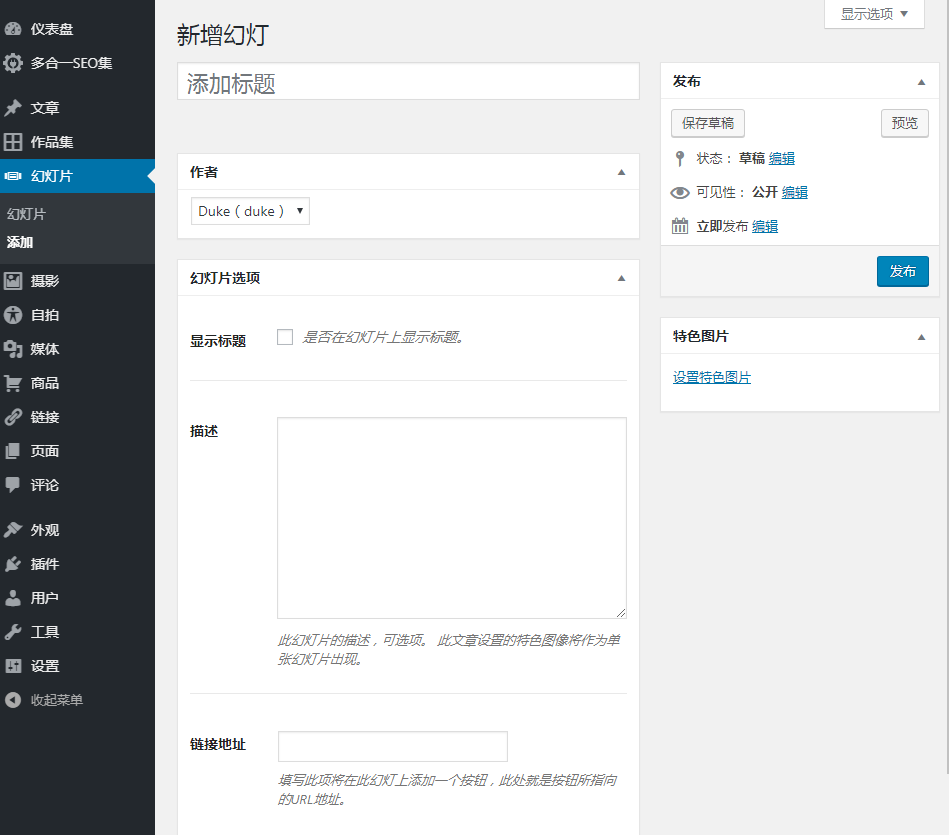 仪表盘
多合一SEO集
文章
作品集
幻灯片
幻灯片
添加
摄影
自拍
媒体
商品
链接
页面
评论
外观
插件
用户
工具
设置
收起菜单
显示选项
新增幻灯
添加标题
作者
Duke ( duke )
幻灯片选项
显示标题
是否在幻灯片上显示标题。
描述
此幻灯片的描述，可选项。 此文章设置的特色图像将作为单
张幻灯片出现。
链接地址
填写此项将在此幻灯上添加一个按钮，此处就是按钮所指向
的URL地址。
发布
保存草稿 预览
状态： 草稿 编辑
可见性： 公开 编辑
立即发布 编辑
发布
特色图片
设置特色图片